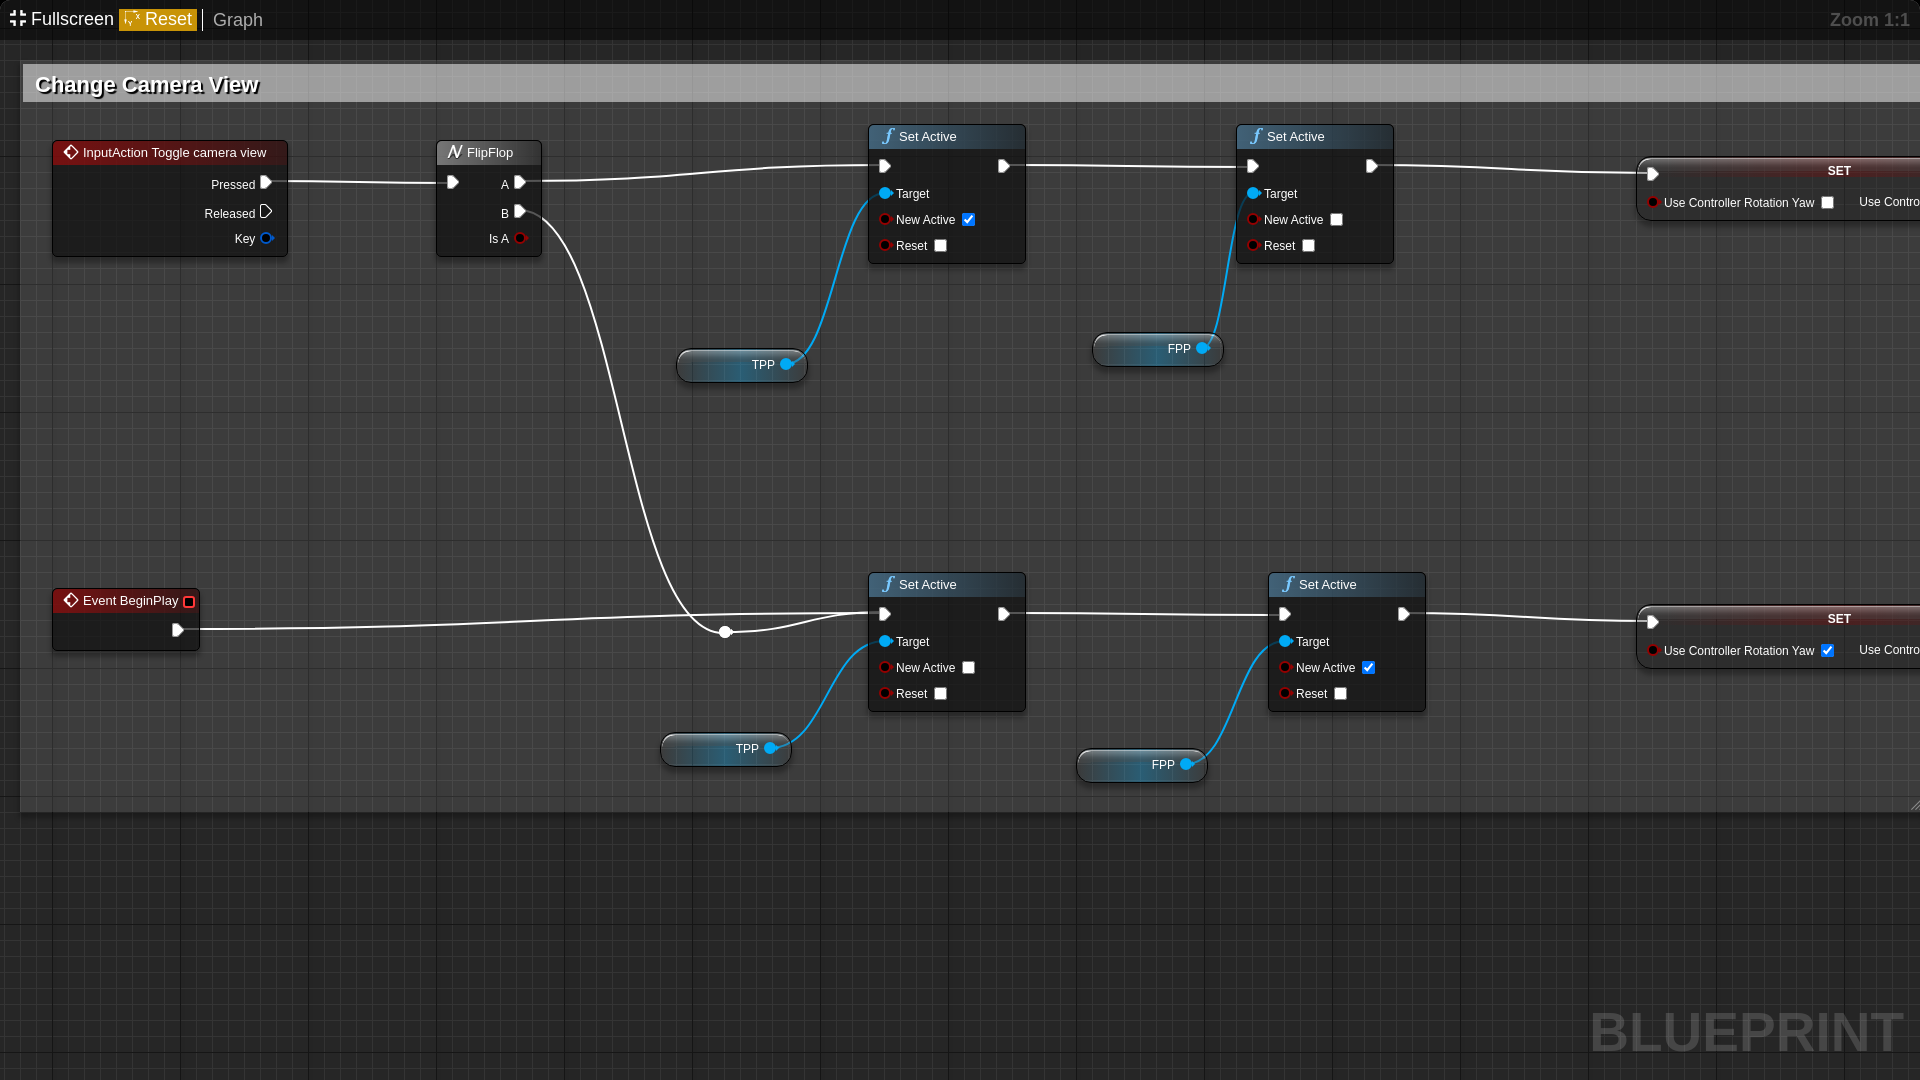 Fullscreen Reset Graph Zoom 1:1
Change Camera View
InputAction Toggle camera view
Pressed
Released
Key
FlipFlop
A
B
Is A
Set Active
Target
New Active
Reset
Set Active
Target
New Active
Reset
SET
Use Controller Rotation Yaw Use Contro
TPP
FPP
Event BeginPlay
Set Active
Target
New Active
Reset
Set Active
Target
New Active
Reset
SET
Use Controller Rotation Yaw Use Contro
TPP
FPP
BLUEPRINT